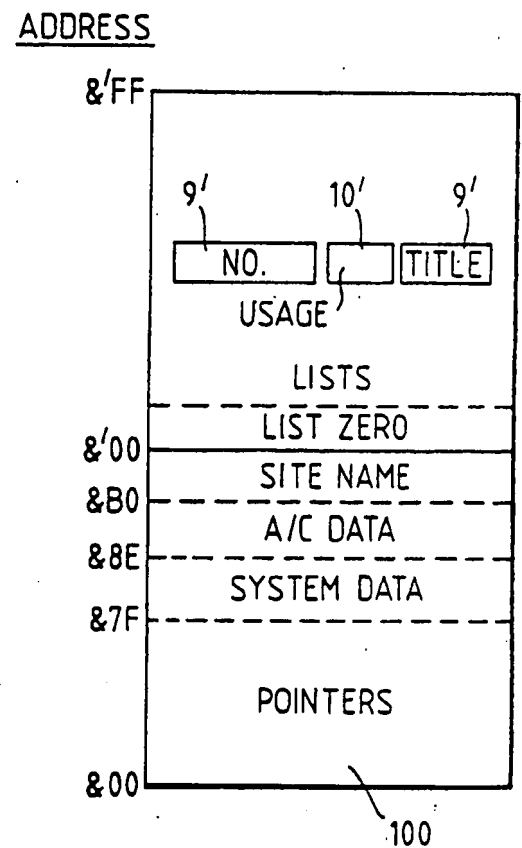 ADDRESS
&'FF
9' 10' 9'
NO. TITLE
USAGE
LISTS
LIST ZERO
&'00
SITE NAME
&B0
A/C DATA
&8E
SYSTEM DATA
&7F
POINTERS
&00
100